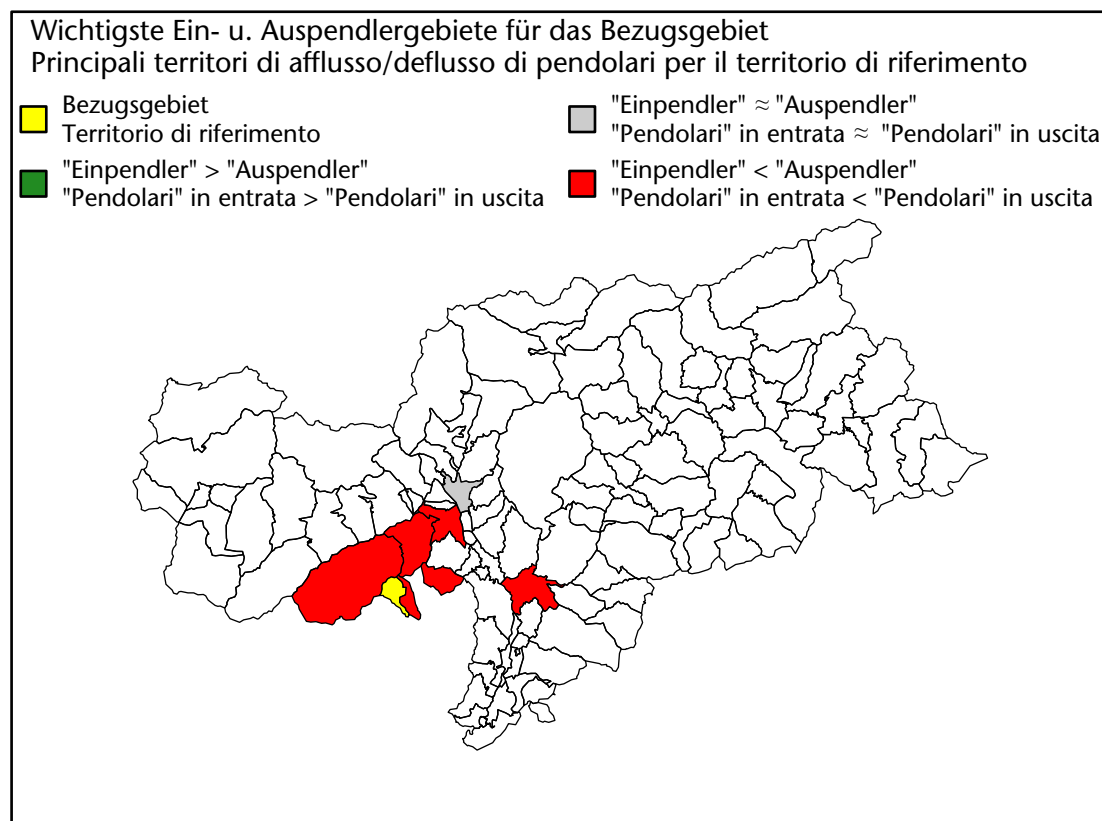 Wichtigste Ein- u. Auspendlergebiete für das Bezugsgebiet
Principali territori di afflusso/deflusso di pendolari per il territorio di riferimento
Bezugsgebiet
Territorio di riferimento
"Einpendler" > "Auspendler"
"Pendolari" in entrata > "Pendolari" in uscita
"Einpendler" ≈ "Auspendler"
"Pendolari" in entrata ≈ "Pendolari" in uscita
"Einpendler" < "Auspendler"
"Pendolari" in entrata < "Pendolari" in uscita